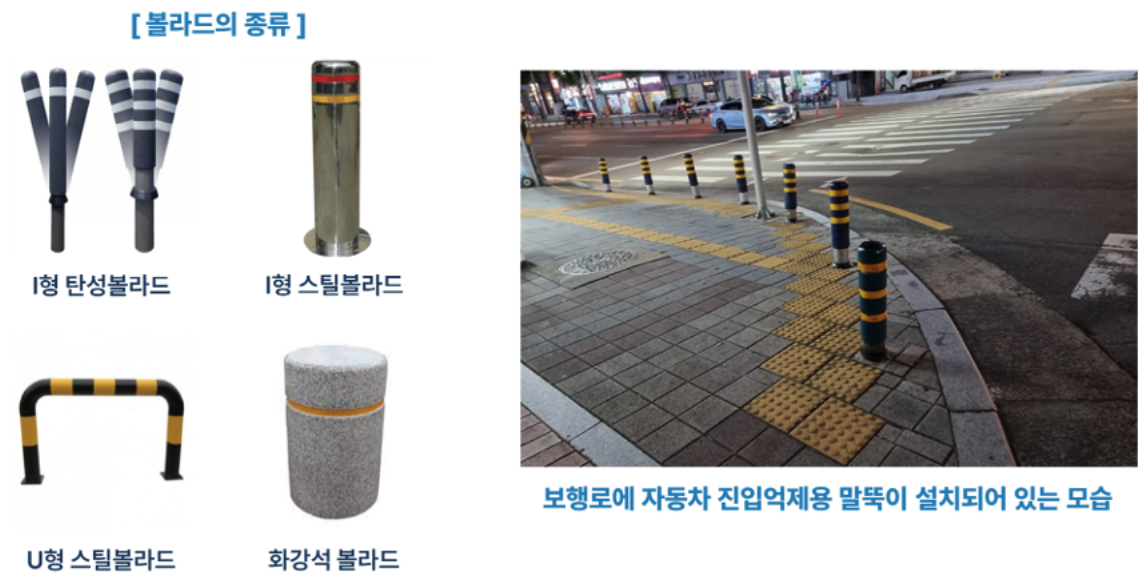 [ 볼라드의 종류 ]
I형 탄성볼라드
I형 스틸볼라드
U형 스틸볼라드
화강석 볼라드
보행로에 자동차 진입억제용 말뚝이 설치되어 있는 모습